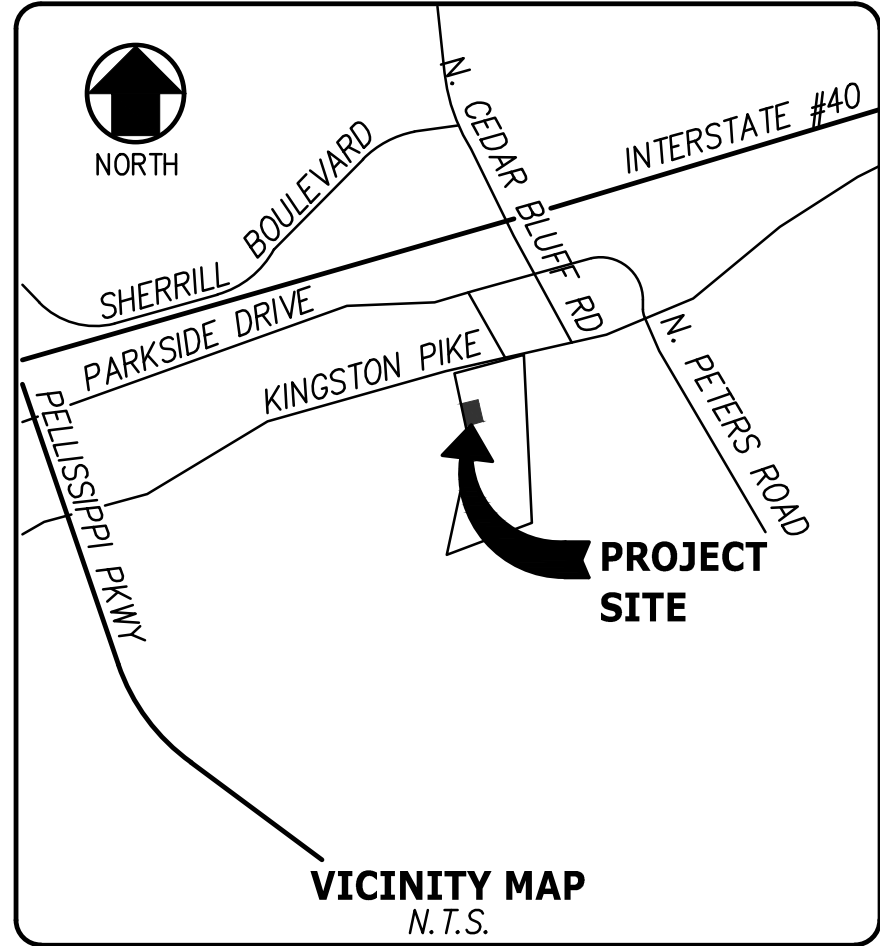 NORTH
N. CEDAR BLUFF RD
INTERSTATE #40
SHERRILL BOULEVARD
PARKSIDE DRIVE
KINGSTON PIKE
N. PETERS ROAD
PELLISSIPPI PKWY
PROJECT
SITE
VICINITY MAP
N.T.S.